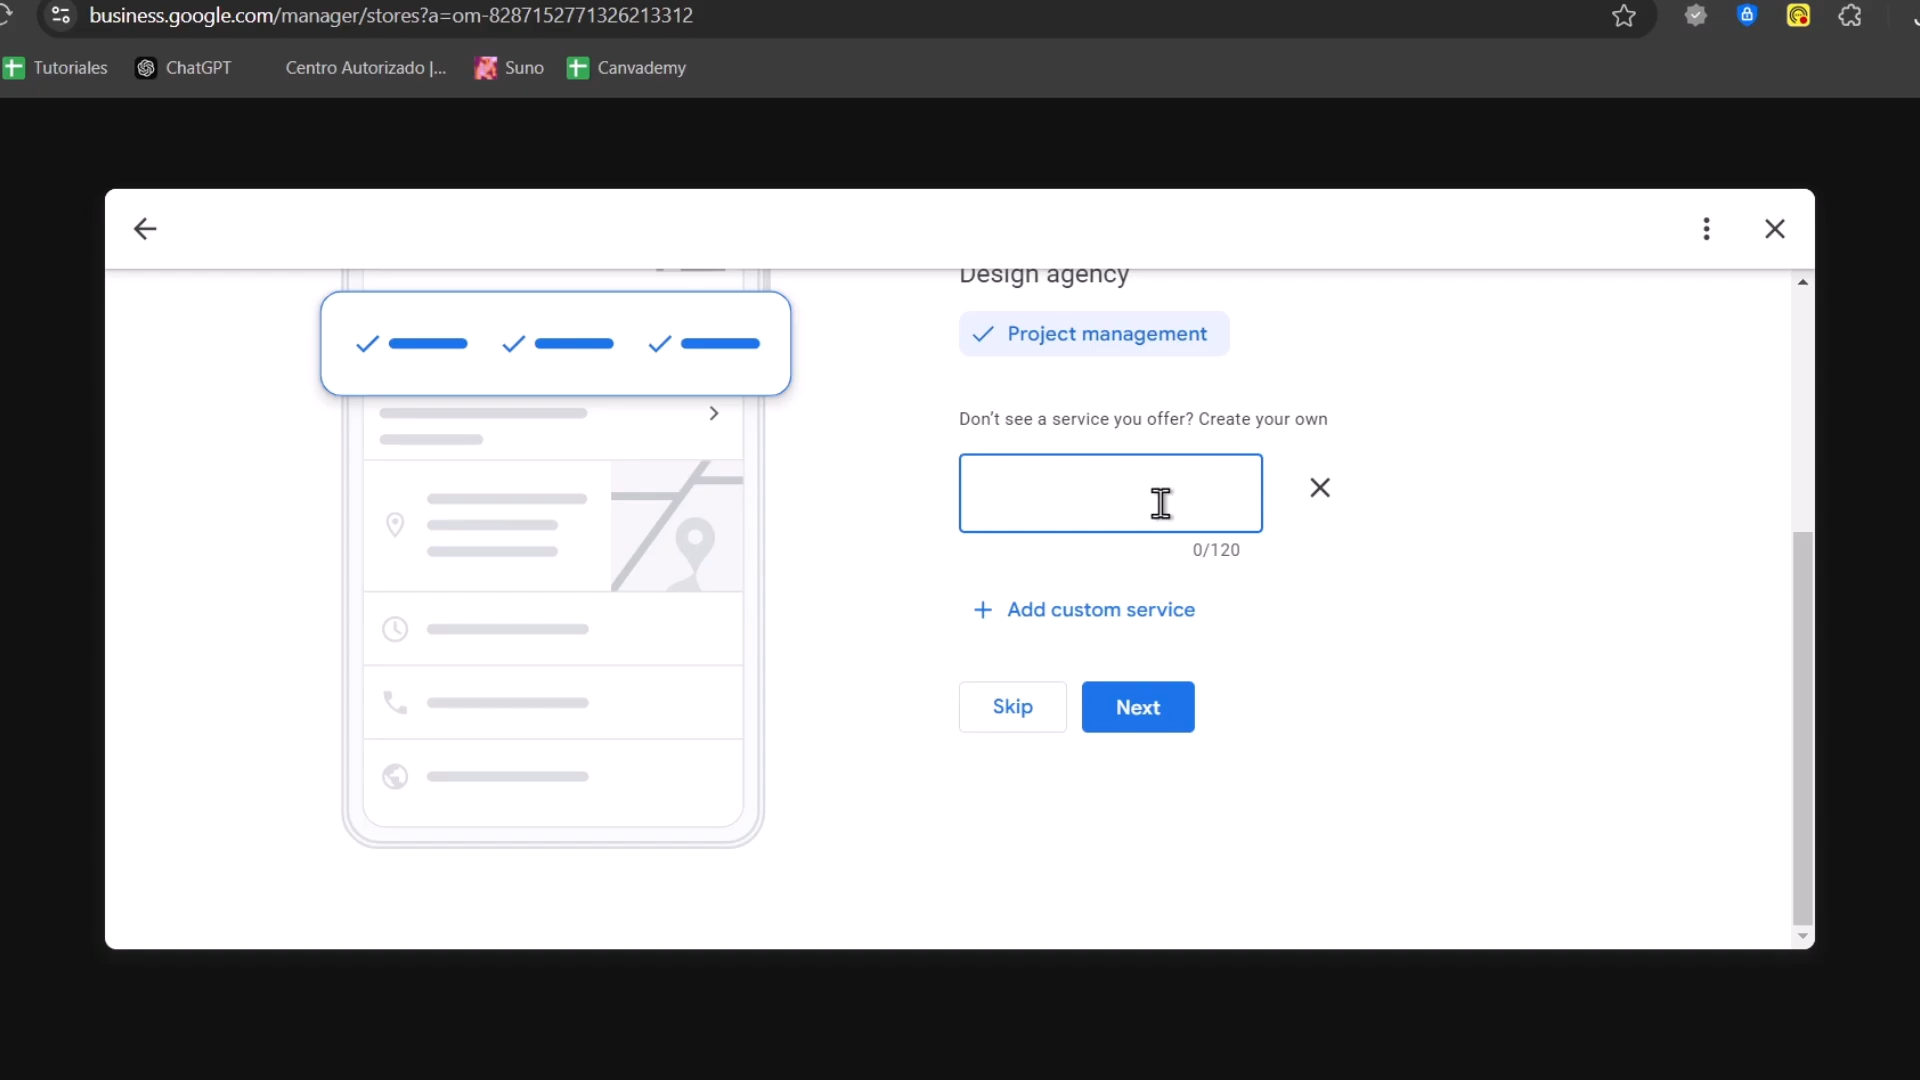 business.google.com/manager/stores?a=om-8287152771326213312
Tutoriales
ChatGPT
Centro Autorizado |...
Suno
Canvademy
Design agency
Project management
Don't see a service you offer? Create your own
0/120
+ Add custom service
Skip
Next